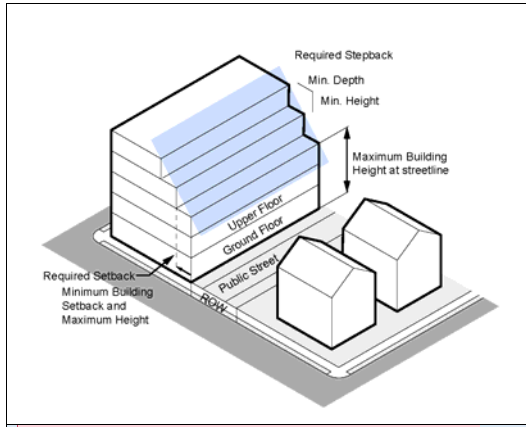 Required Stepback
Min. Depth
Min. Height
Maximum Building
Height at streetline
Upper Floor
Ground Floor
Public Street
ROW
Required Setback
Minimum Building
Setback and
Maximum Height